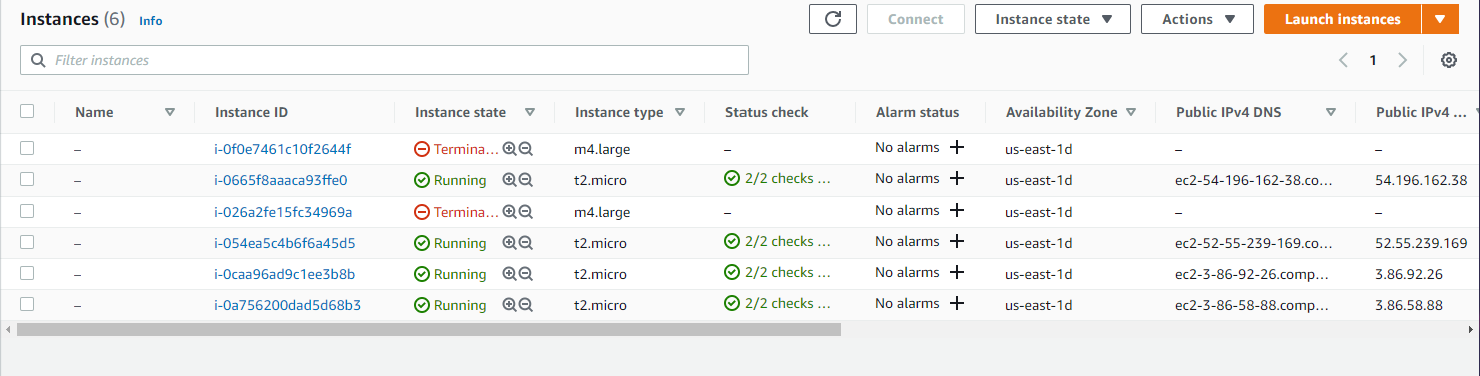 Instances (6) Info Connect Instance state Actions Launch instances
Filter instances 1
Name Instance ID Instance state Instance type Status check Alarm status Availability Zone Public IPv4 DNS Public IPv4 ...
– i-0f0e7461c10f2644f Termina... m4.large – No alarms + us-east-1d – –
– i-0665f8aaaca93ffe0 Running t2.micro 2/2 checks ... No alarms + us-east-1d ec2-54-196-162-38.co... 54.196.162.38
– i-026a2fe15fc34969a Termina... m4.large – No alarms + us-east-1d – –
– i-054ea5c4b6f6a45d5 Running t2.micro 2/2 checks ... No alarms + us-east-1d ec2-52-55-239-169.co... 52.55.239.169
– i-0caa96ad9c1ee3b8b Running t2.micro 2/2 checks ... No alarms + us-east-1d ec2-3-86-92-26.comp... 3.86.92.26
– i-0a756200dad5d68b3 Running t2.micro 2/2 checks ... No alarms + us-east-1d ec2-3-86-58-88.comp... 3.86.58.88